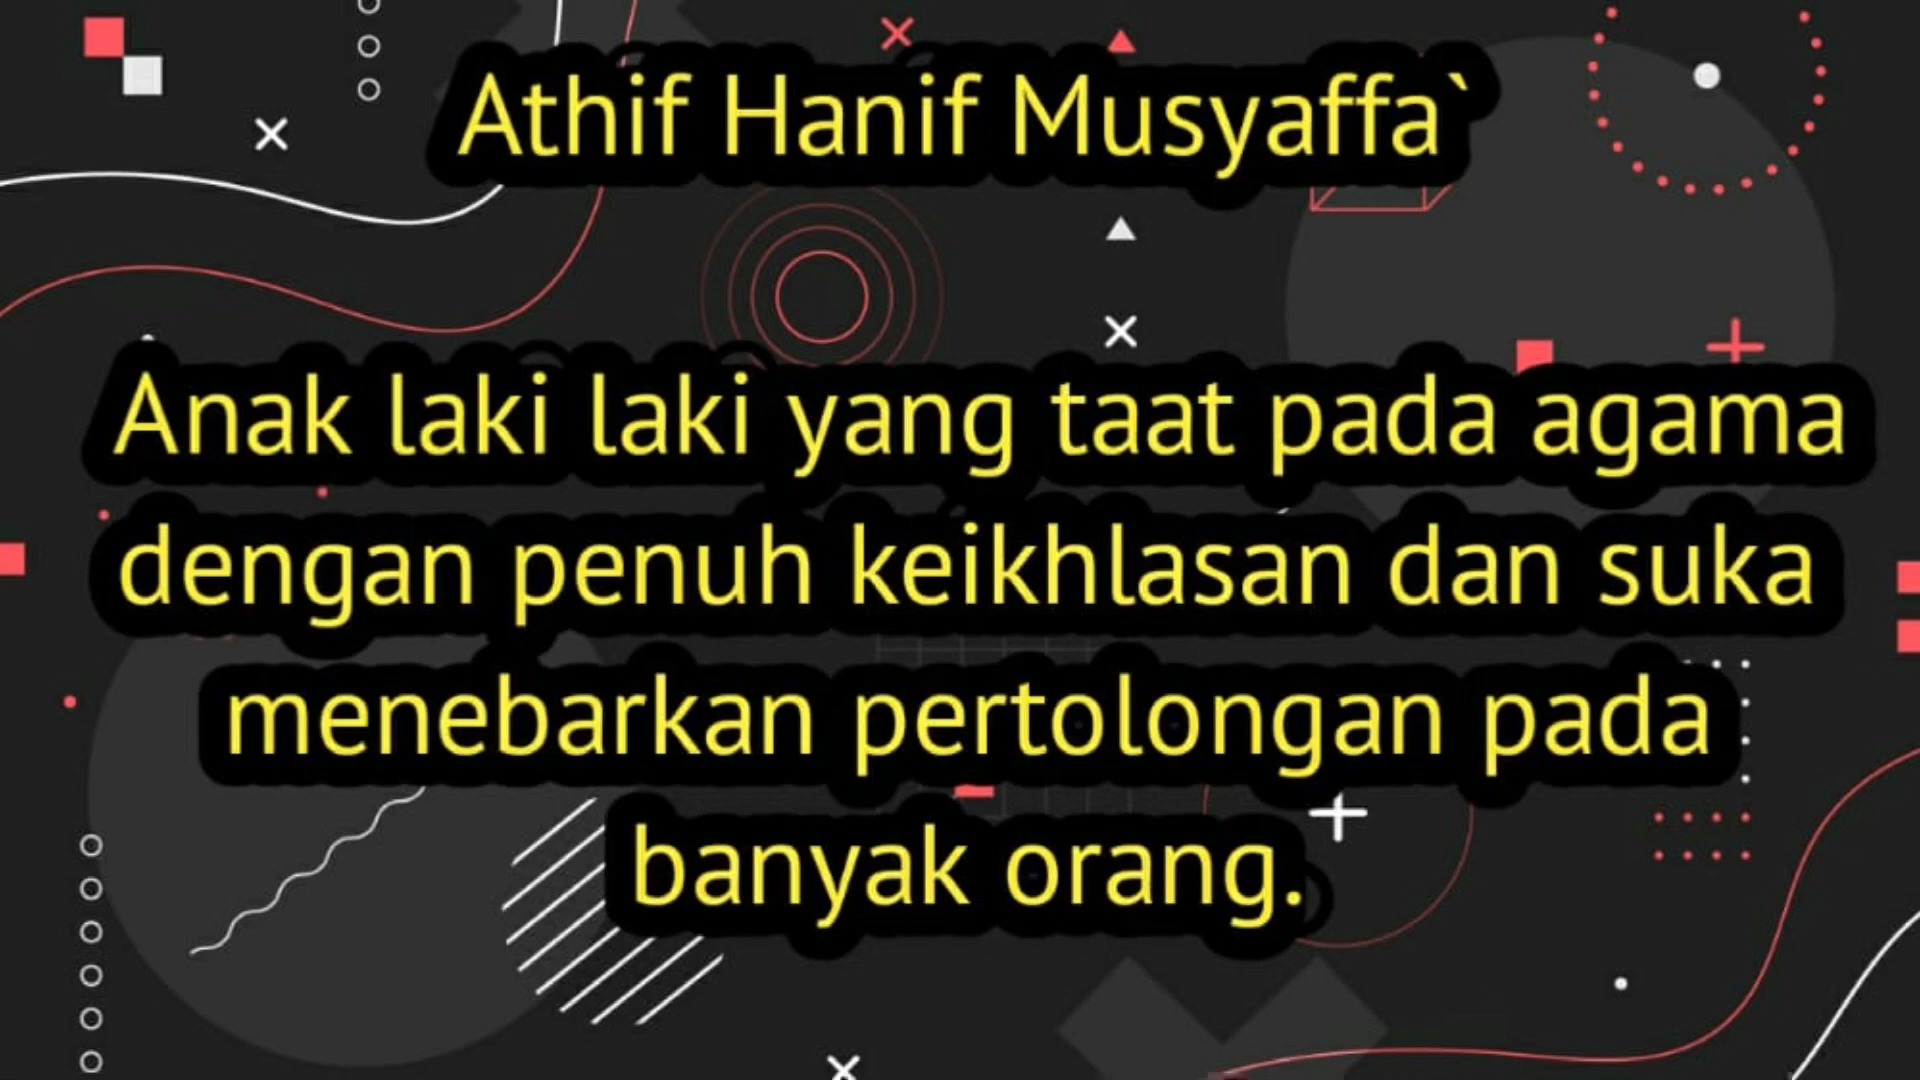 Athif Hanif Musyaffa`
Anak laki laki yang taat pada agama
dengan penuh keikhlasan dan suka
menebarkan pertolongan pada
banyak orang.